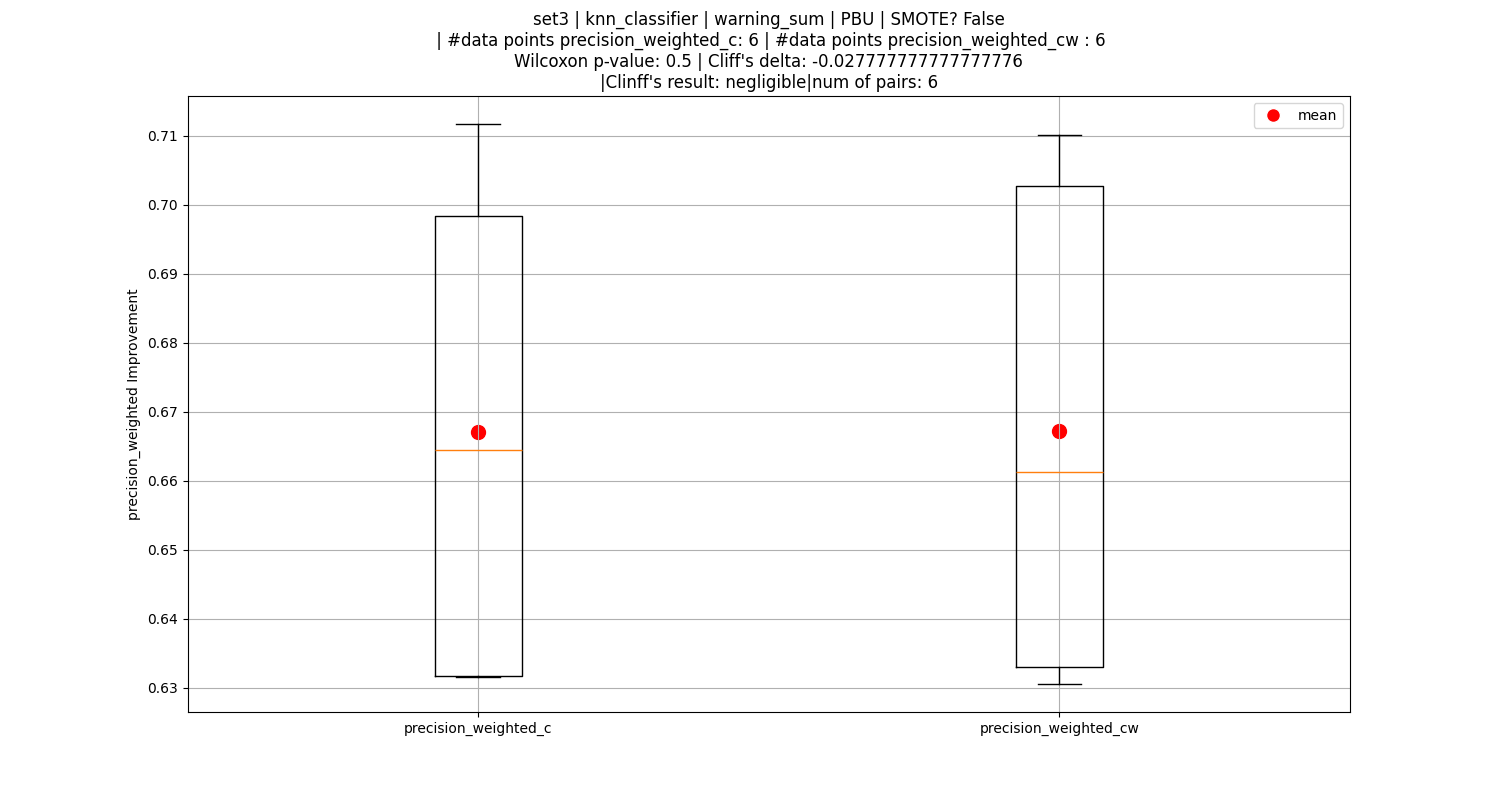 set3 | knn_classifier | warning_sum | PBU | SMOTE? False
| #data points precision_weighted_c: 6 | #data points precision_weighted_cw : 6
Wilcoxon p-value: 0.5 | Cliff's delta: -0.027777777777777776
|Clinff's result: negligible|num of pairs: 6
mean
0.71
0.70
0.69
0.68
0.67
0.66
0.65
0.64
0.63
precision_weighted Improvement
precision_weighted_c
precision_weighted_cw